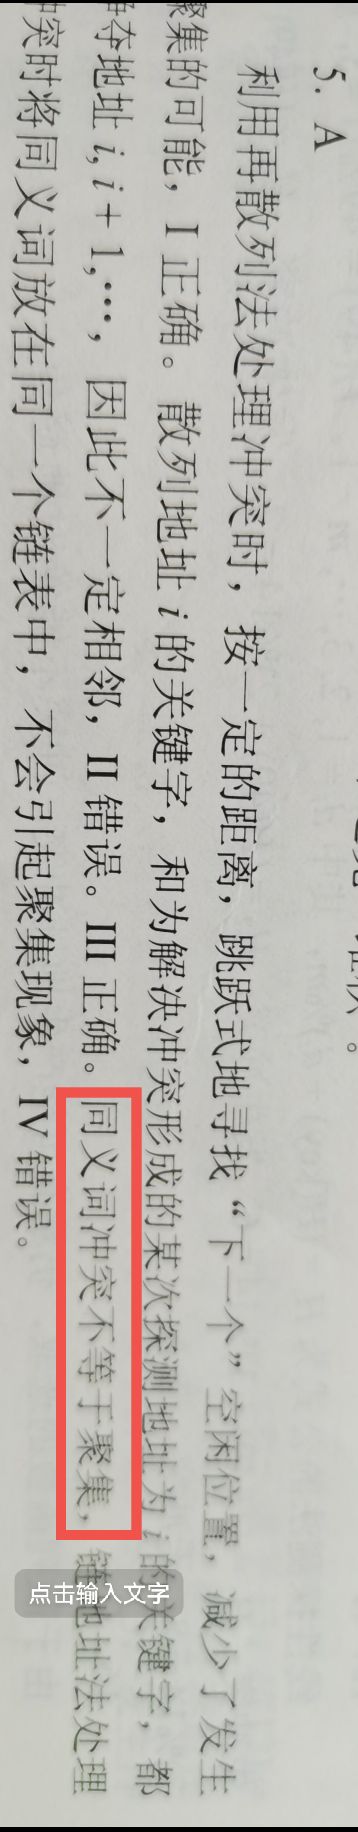 5. A
利用再散列法处理冲突时，按一定的距离，跳跃式地寻找“下一个”空闲位置，减少了发生
聚集的可能，I 正确。散列地址 i 的关键字，和为解决冲突形成的某次探测地址为 i 的关键字，都
争夺地址 i, i + 1,…，因此不一定相邻，II 错误。III 正确。同义词冲突不等于聚集，链地址法处理
冲突时将同义词放在同一个链表中，不会引起聚集现象，IV 错误。
点击输入文字